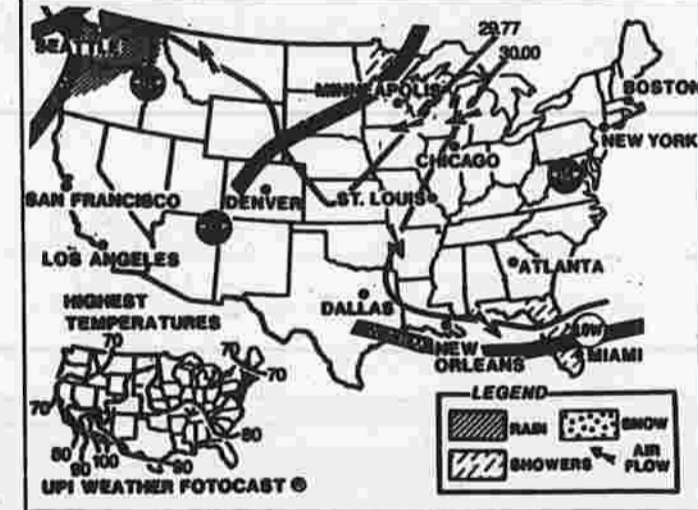 29.77
30.00
SEATTLE
MINNEAPOLIS
BOSTON
NEW YORK
CHICAGO
SAN FRANCISCO
DENVER
ST. LOUIS
LOS ANGELES
ATLANTA
HIGHEST
TEMPERATURES
DALLAS
LOW
NEW
ORLEANS
MIAMI
70
70
70
70
80
80
90
100
90
LEGEND
RAIN
SNOW
SHOWERS
AIR
FLOW
UPI WEATHER FOTOCAST ®